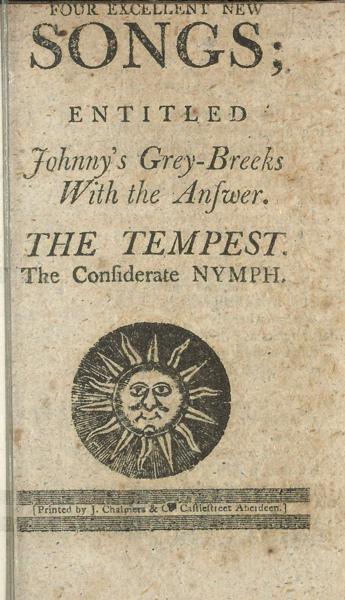 FOUR EXCELLENT NEW
SONGS;
ENTITLED
Johnny's Grey-Breeks
With the Anſwer.
THE TEMPEST.
The Conſiderate NYMPH.
[Printed by J. Chalmers & Co Caſtleſtreet Aberdeen.]